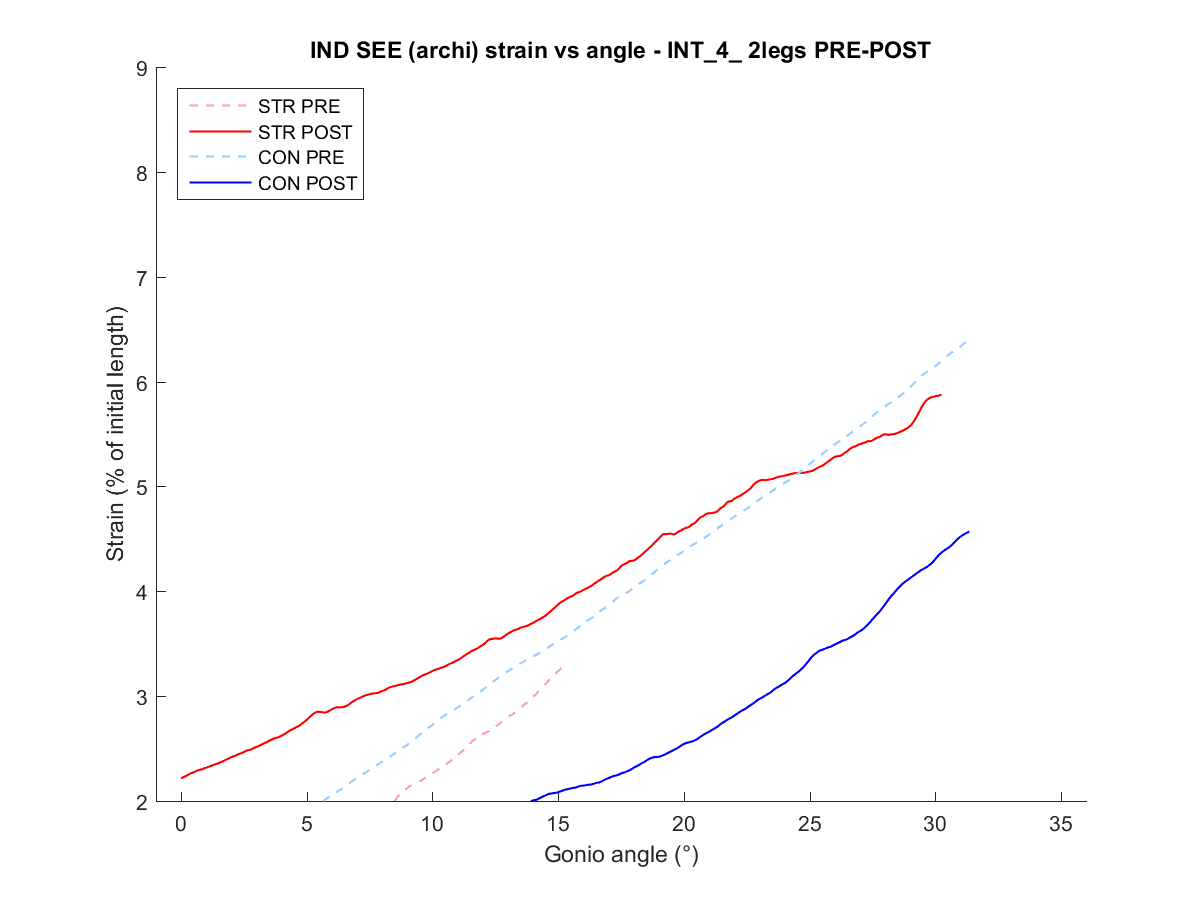 IND SEE (archi) strain vs angle - INT_4_ 2legs PRE-POST
9
8
7
6
5
4
3
2
STR PRE
STR POST
CON PRE
CON POST
Strain (% of initial length)
0 5 10 15 20 25 30 35
Gonio angle (°)